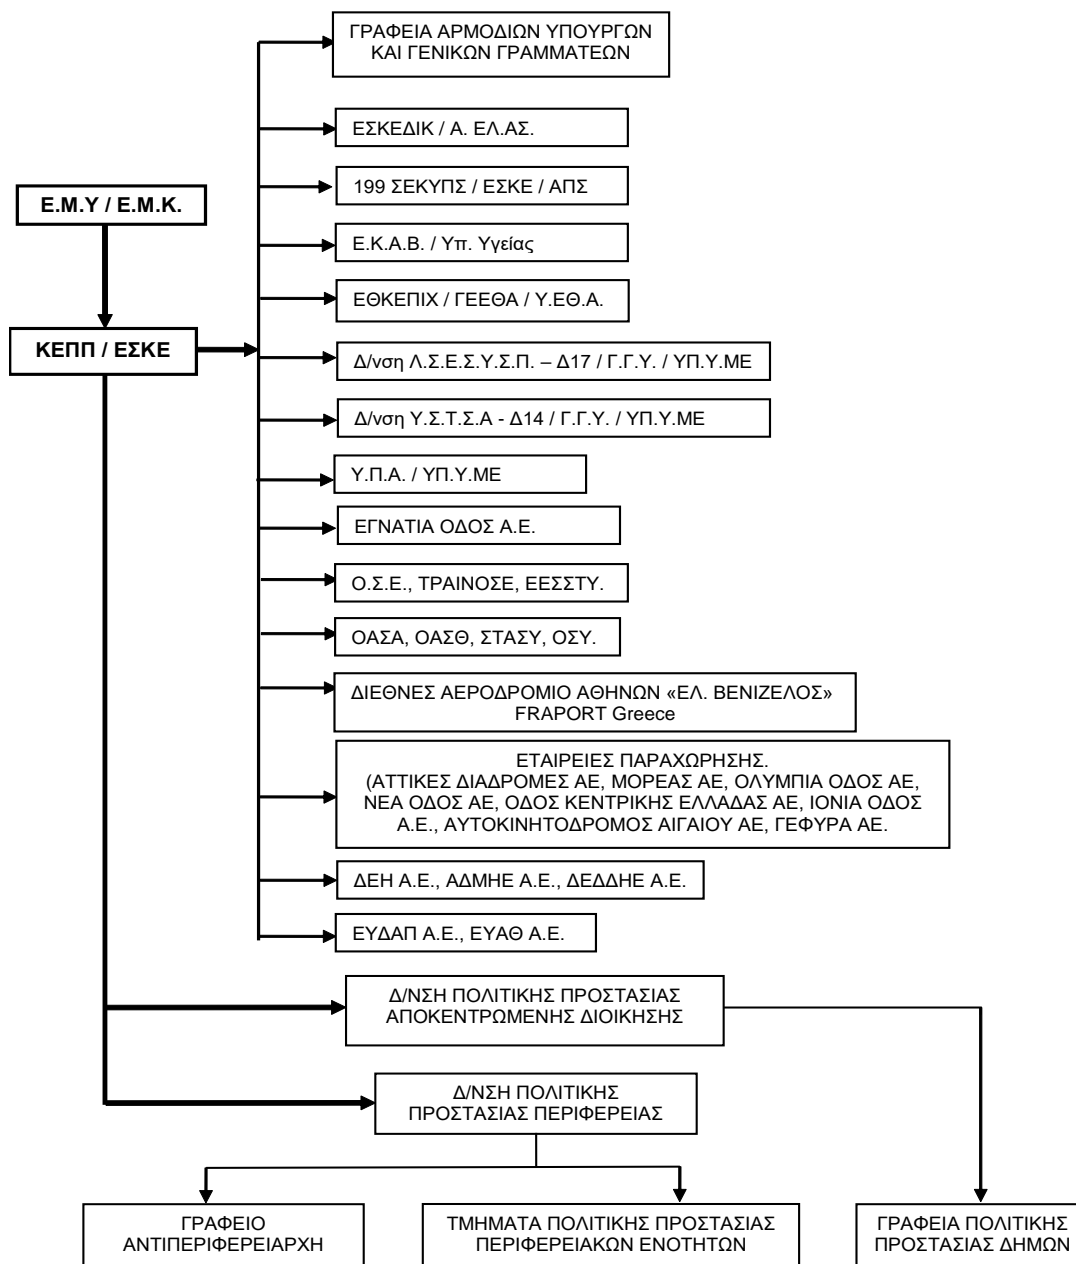 ΓΡΑΦΕΙΑ ΑΡΜΟΔΙΩΝ ΥΠΟΥΡΓΩΝ
ΚΑΙ ΓΕΝΙΚΩΝ ΓΡΑΜΜΑΤΕΩΝ
ΕΣΚΕΔΙΚ / Α. ΕΛ.ΑΣ.
199 ΣΕΚΥΠΣ / ΕΣΚΕ / ΑΠΣ
Ε.Μ.Υ / Ε.Μ.Κ.
Ε.Κ.Α.Β. / Υπ. Υγείας
ΕΘΚΕΠΙΧ / ΓΕΕΘΑ / Υ.ΕΘ.Α.
ΚΕΠΠ / ΕΣΚΕ
Δ/νση Λ.Σ.Ε.Σ.Υ.Σ.Π. – Δ17 / Γ.Γ.Υ. / ΥΠ.Υ.ΜΕ
Δ/νση Υ.Σ.Τ.Σ.Α - Δ14 / Γ.Γ.Υ. / ΥΠ.Υ.ΜΕ
Υ.Π.Α. / ΥΠ.Υ.ΜΕ
ΕΓΝΑΤΙΑ ΟΔΟΣ Α.Ε.
Ο.Σ.Ε., ΤΡΑΙΝΟΣΕ, ΕΕΣΣΤΥ.
ΟΑΣΑ, ΟΑΣΘ, ΣΤΑΣΥ, ΟΣΥ.
ΔΙΕΘΝΕΣ ΑΕΡΟΔΡΟΜΙΟ ΑΘΗΝΩΝ «ΕΛ. ΒΕΝΙΖΕΛΟΣ»
FRAPORT Greece
ΕΤΑΙΡΕΙΕΣ ΠΑΡΑΧΩΡΗΣΗΣ.
(ΑΤΤΙΚΕΣ ΔΙΑΔΡΟΜΕΣ ΑΕ, ΜΟΡΕΑΣ ΑΕ, ΟΛΥΜΠΙΑ ΟΔΟΣ ΑΕ,
ΝΕΑ ΟΔΟΣ ΑΕ, ΟΔΟΣ ΚΕΝΤΡΙΚΗΣ ΕΛΛΑΔΑΣ ΑΕ, ΙΟΝΙΑ ΟΔΟΣ
Α.Ε., ΑΥΤΟΚΙΝΗΤΟΔΡΟΜΟΣ ΑΙΓΑΙΟΥ ΑΕ, ΓΕΦΥΡΑ ΑΕ.
ΔΕΗ Α.Ε., ΑΔΜΗΕ Α.Ε., ΔΕΔΔΗΕ Α.Ε.
ΕΥΔΑΠ Α.Ε., ΕΥΑΘ Α.Ε.
Δ/ΝΣΗ ΠΟΛΙΤΙΚΗΣ ΠΡΟΣΤΑΣΙΑΣ
ΑΠΟΚΕΝΤΡΩΜΕΝΗΣ ΔΙΟΙΚΗΣΗΣ
Δ/ΝΣΗ ΠΟΛΙΤΙΚΗΣ
ΠΡΟΣΤΑΣΙΑΣ ΠΕΡΙΦΕΡΕΙΑΣ
ΓΡΑΦΕΙΟ
ΑΝΤΙΠΕΡΙΦΕΡΕΙΑΡΧΗ
ΤΜΗΜΑΤΑ ΠΟΛΙΤΙΚΗΣ ΠΡΟΣΤΑΣΙΑΣ
ΠΕΡΙΦΕΡΕΙΑΚΩΝ ΕΝΟΤΗΤΩΝ
ΓΡΑΦΕΙΑ ΠΟΛΙΤΙΚΗΣ
ΠΡΟΣΤΑΣΙΑΣ ΔΗΜΩΝ